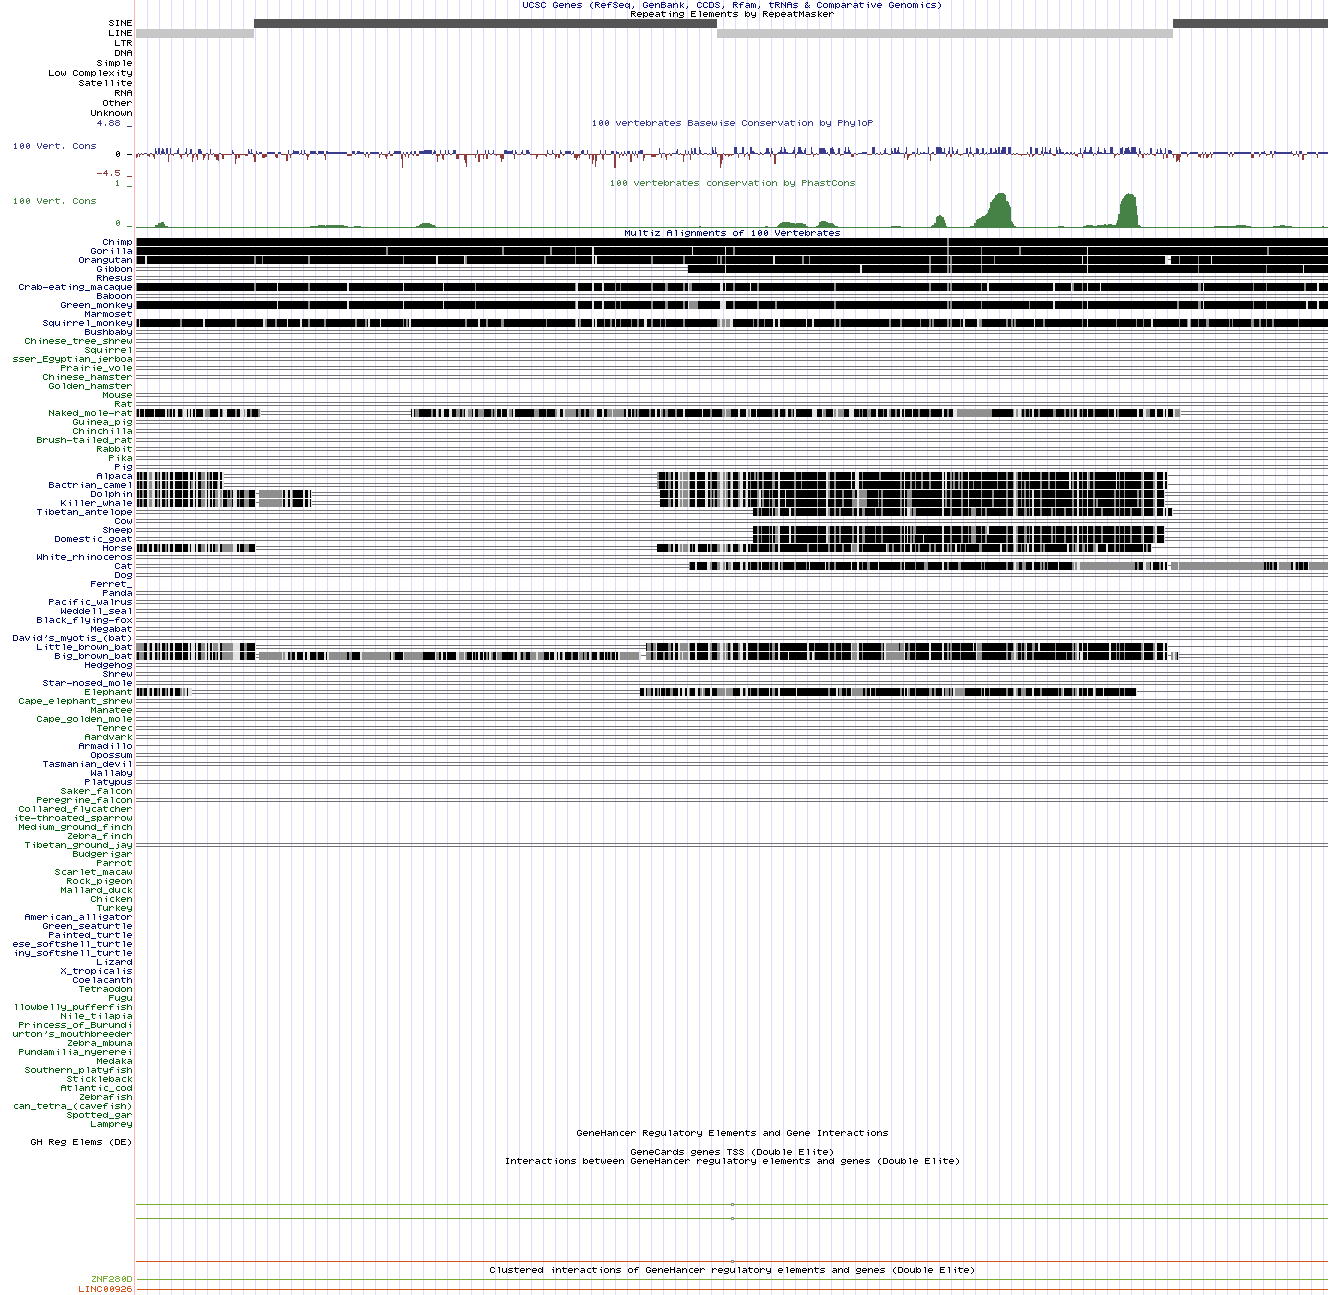 UCSC Genes (RefSeq, GenBank, CCDS, Rfam, tRNAs & Comparative Genomics)
Repeating Elements by RepeatMasker
SINE
LINE
LTR
DNA
Simple
Low Complexity
Satellite
RNA
Other
Unknown
4.88 _
100 vertebrates Basewise Conservation by PhyloP
100 Vert. Cons
0 -
-4.5 _
100 vertebrates conservation by PhastCons
1 _
100 Vert. Cons
0 _
Multiz Alignments of 100 Vertebrates
Chimp
Gorilla
Orangutan
Gibbon
Rhesus
Crab-eating_macaque
Baboon
Green_monkey
Marmoset
Squirrel_monkey
Bushbaby
Chinese_tree_shrew
Squirrel
sser_Egyptian_jerboa
Prairie_vole
Chinese_hamster
Golden_hamster
Mouse
Rat
Naked_mole-rat
Guinea_pig
Chinchilla
Brush-tailed_rat
Rabbit
Pika
Pig
Alpaca
Bactrian_camel
Dolphin
Killer_whale
Tibetan_antelope
Cow
Sheep
Domestic_goat
Horse
White_rhinoceros
Cat
Dog
Ferret_
Panda
Pacific_walrus
Weddell_seal
Black_flying-fox
Megabat
David's_myotis_(bat)
Little_brown_bat
Big_brown_bat
Hedgehog
Shrew
Star-nosed_mole
Elephant
Cape_elephant_shrew
Manatee
Cape_golden_mole
Tenrec
Aardvark
Armadillo
Opossum
Tasmanian_devil
Wallaby
Platypus
Saker_falcon
Peregrine_falcon
Collared_flycatcher
ite-throated_sparrow
Medium_ground_finch
Zebra_finch
Tibetan_ground_jay
Budgerigar
Parrot
Scarlet_macaw
Rock_pigeon
Mallard_duck
Chicken
Turkey
American_alligator
Green_seaturtle
Painted_turtle
ese_softshell_turtle
iny_softshell_turtle
Lizard
X_tropicalis
Coelacanth
Tetraodon
Fugu
llowbelly_pufferfish
Nile_tilapia
Princess_of_Burundi
urton's_mouthbreeder
Zebra_mbuna
Pundamilia_nyererei
Medaka
Southern_platyfish
Stickleback
Atlantic_cod
Zebrafish
can_tetra_(cavefish)
Spotted_gar
Lamprey
GeneHancer Regulatory Elements and Gene Interactions
GH Reg Elems (DE)
GeneCards genes TSS (Double Elite)
Interactions between GeneHancer regulatory elements and genes (Double Elite)
Clustered interactions of GeneHancer regulatory elements and genes (Double Elite)
ZNF280D
LINC00926